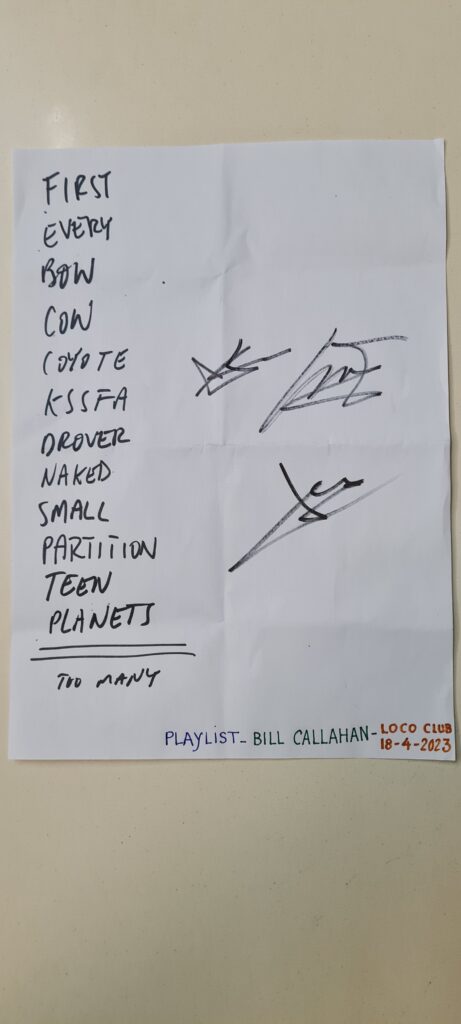 FIRST
EVERY
BOW
COW
COYOTE
KSSFA
DROVER
NAKED
SMALL
PARTITION
TEEN
PLANETS
TOO MANY
PLAYLIST- BILL CALLAHAN- LOCO CLUB
18-4-2023